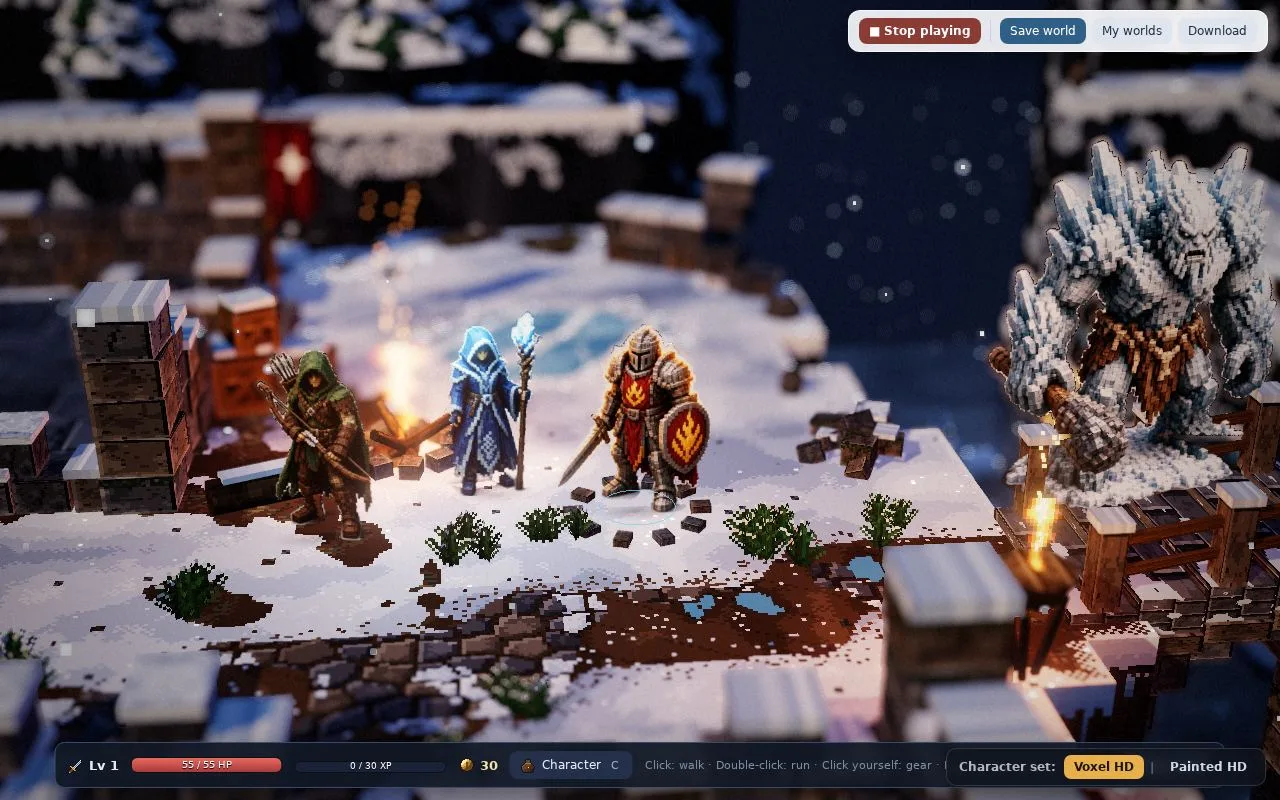 ■ Stop playing Save world My worlds Download
Lv 1 55 / 55 HP 0 / 30 XP 30 Character C Click: walk · Double-click: run · Click yourself: gear · Character set: Voxel HD | Painted HD